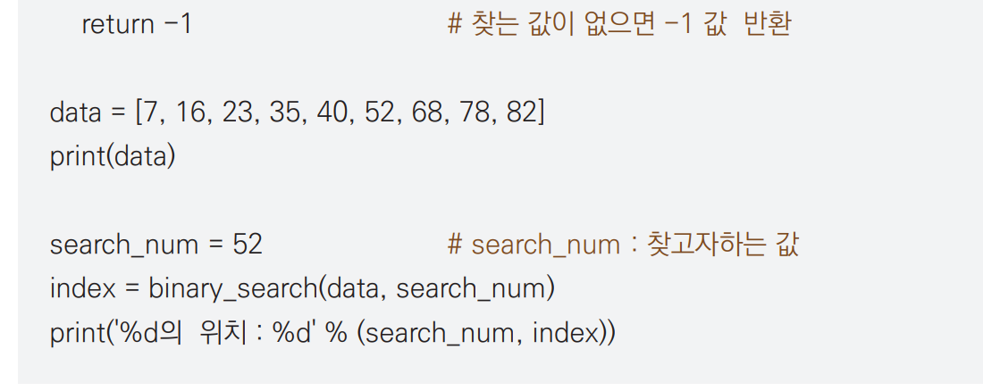 return -1 # 찾는 값이 없으면 -1 값 반환
data = [7, 16, 23, 35, 40, 52, 68, 78, 82]
print(data)
search_num = 52 # search_num : 찾고자하는 값
index = binary_search(data, search_num)
print('%d의 위치 : %d' % (search_num, index))